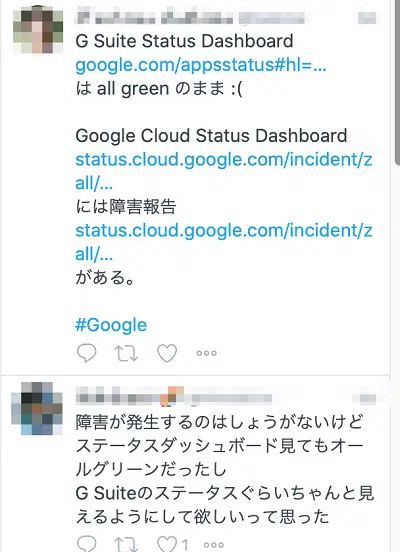 G Suite Status Dashboard
google.com/appsstatus#hl=...
は all green のまま :(
Google Cloud Status Dashboard
status.cloud.google.com/incident/z
all/...
には障害報告
status.cloud.google.com/incident/z
all/...
がある。
#Google
障害が発生するのはしょうがないけど
ステータスダッシュボード見てもオー
ルグリーンだったし
G Suiteのステータスぐらいちゃんと見
えるようにして欲しいって思った
1